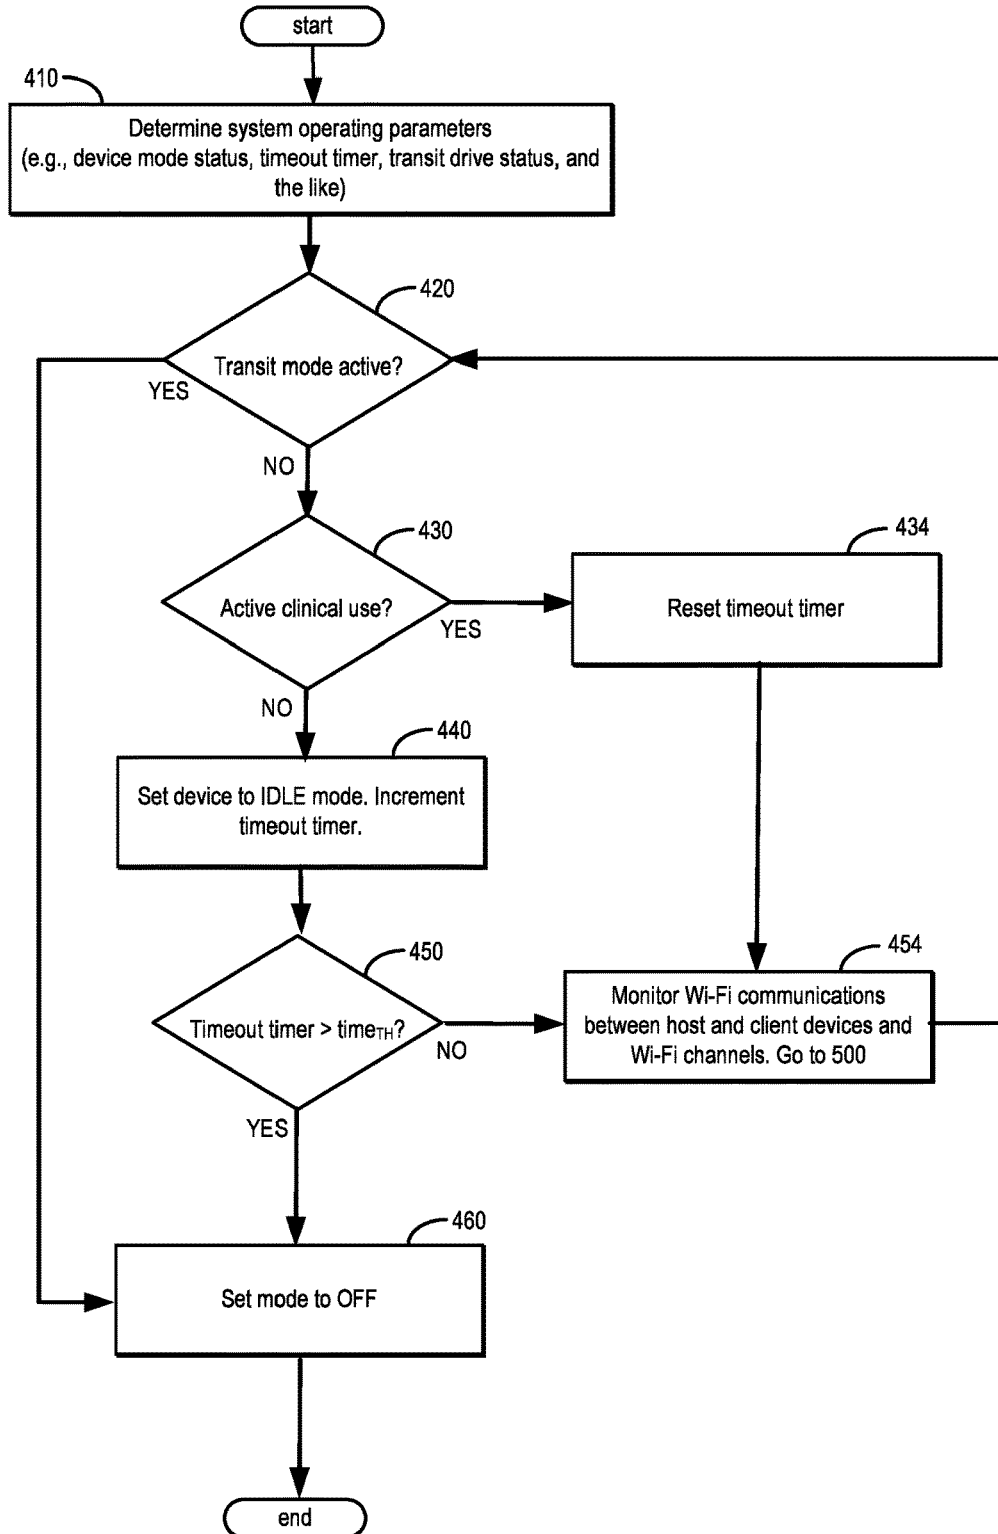 start
410
Determine system operating parameters
(e.g., device mode status, timeout timer, transit drive status, and
the like)
420
Transit mode active?
YES
NO
430
434
Active clinical use?
Reset timeout timer
YES
NO
440
Set device to IDLE mode. Increment
timeout timer.
450
454
Timeout timer > timeTH?
Monitor Wi-Fi communications
between host and client devices and
Wi-Fi channels. Go to 500
NO
YES
460
Set mode to OFF
end